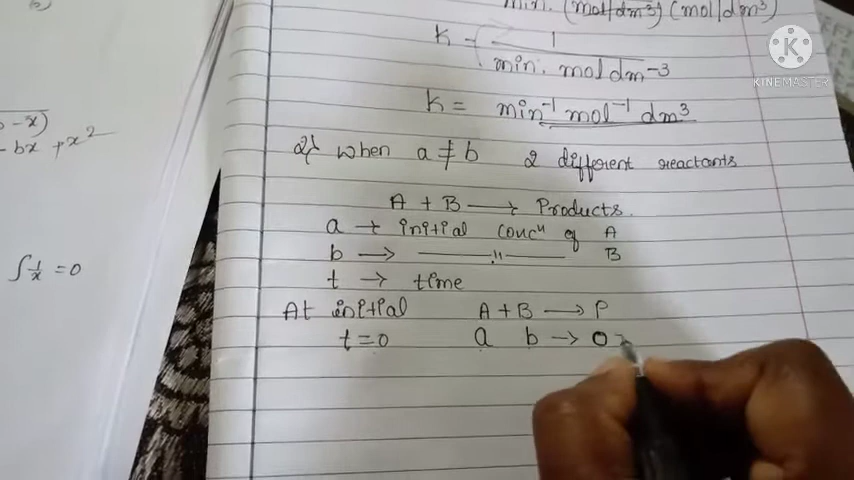 min. (mol/dm³) (mol/dm³)
K = 1
min. mol dm⁻³
K = min⁻¹ mol⁻¹ dm³
2} when a ≠ b 2 different reactants
A + B → Products.
a → initial concⁿ of A
b → —— 〃 —— B
t → time
At initial A + B → P
t = 0 a b → 0
- x)
- bx + x²
∫ 1/x = 0
K
KINEMASTER